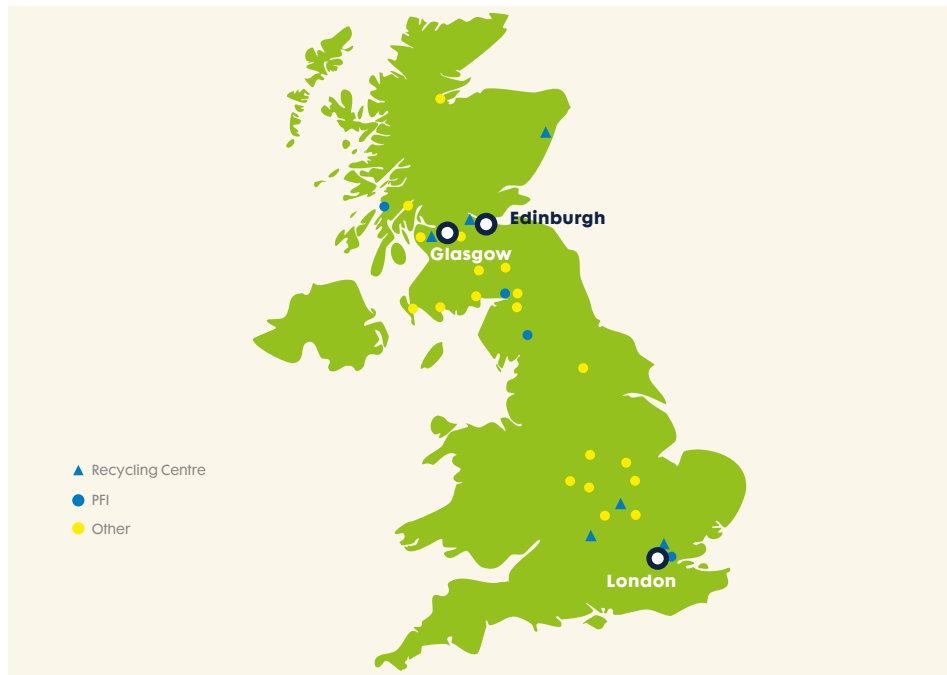 Edinburgh
Glasgow
Recycling Centre
PFI
Other
London